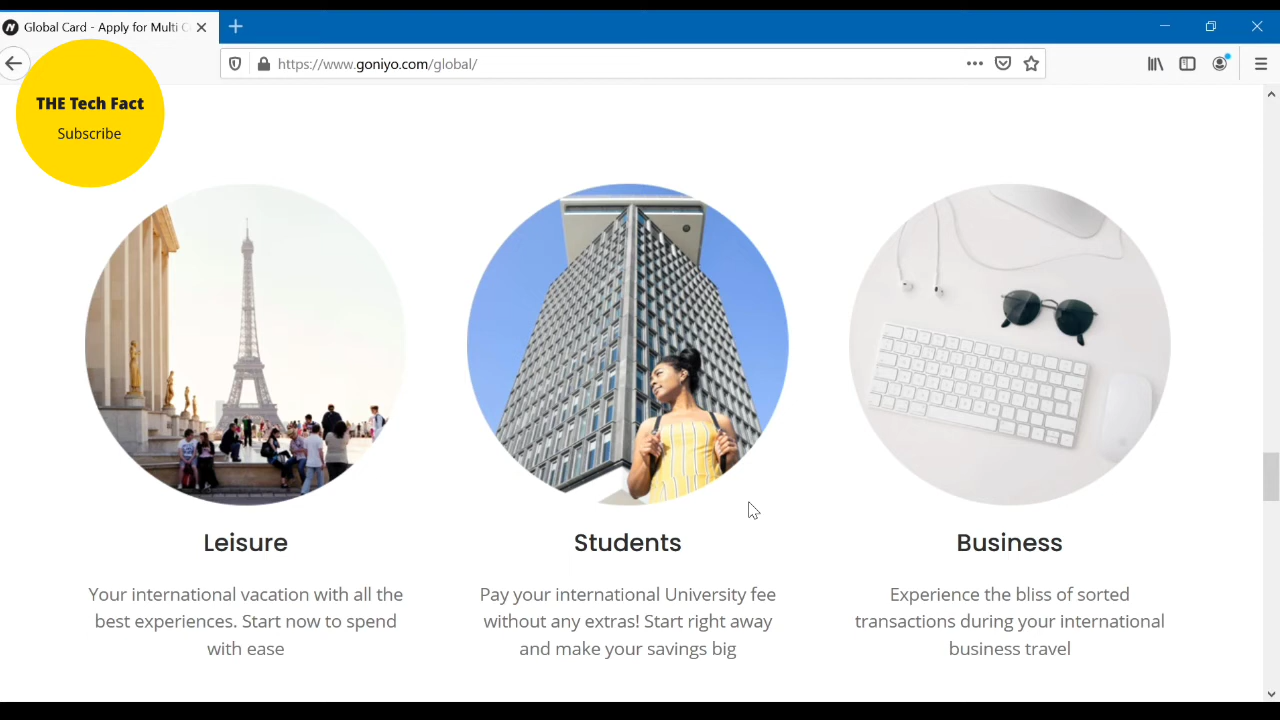 Global Card - Apply for Multi C
https://www.goniyo.com/global/
THE Tech Fact
Subscribe
Leisure
Your international vacation with all the
best experiences. Start now to spend
with ease
Students
Pay your international University fee
without any extras! Start right away
and make your savings big
Business
Experience the bliss of sorted
transactions during your international
business travel